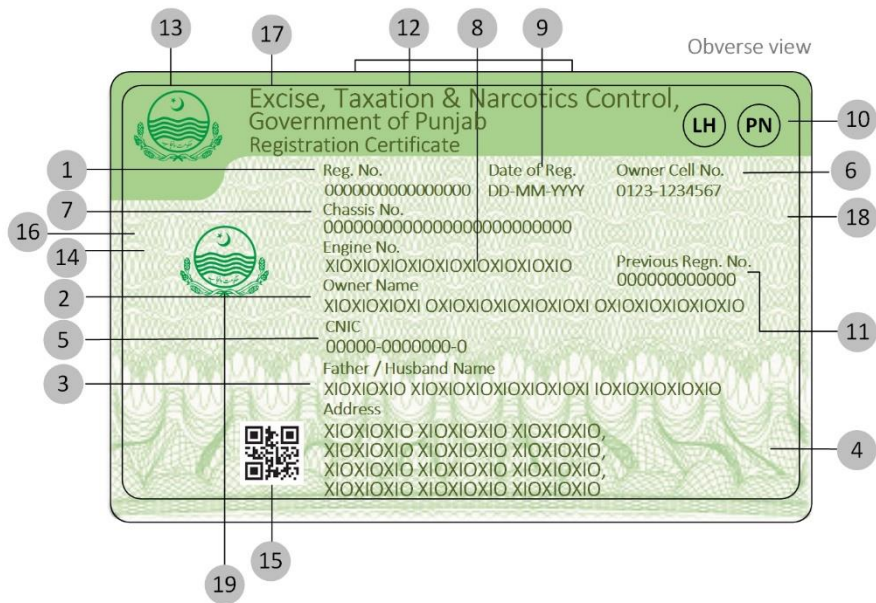 13
17
12
8
9
Obverse view
Excise, Taxation & Narcotics Control,
Government of Punjab
Registration Certificate
LH
PN
10
1
Reg. No.
Date of Reg.
Owner Cell No.
6
0000000000000000
DD-MM-YYYY
0123-1234567
7
Chassis No.
00000000000000000000000000
18
16
Engine No.
14
XIOXIOXIOXIOXIOXIOXIOXIOXIO
Previous Regn. No.
000000000000
2
Owner Name
XIOXIOXIOXI OXIOXIOXIOXIOXIOXI OXIOXIOXIOXIOXIO
5
CNIC
00000-0000000-0
11
3
Father / Husband Name
XIOXIOXIO XIOXIOXIOXIOXIOXIOXI IOXIOXIOXIOXIO
Address
XIOXIOXIO XIOXIOXIO XIOXIOXIO,
XIOXIOXIO XIOXIOXIO XIOXIOXIO,
4
XIOXIOXIO XIOXIOXIO XIOXIOXIO,
XIOXIOXIO XIOXIOXIO XIOXIOXIO
15
19